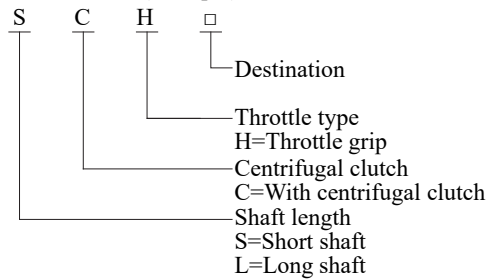 S C H □
Destination
Throttle type
H=Throttle grip
Centrifugal clutch
C=With centrifugal clutch
Shaft length
S=Short shaft
L=Long shaft